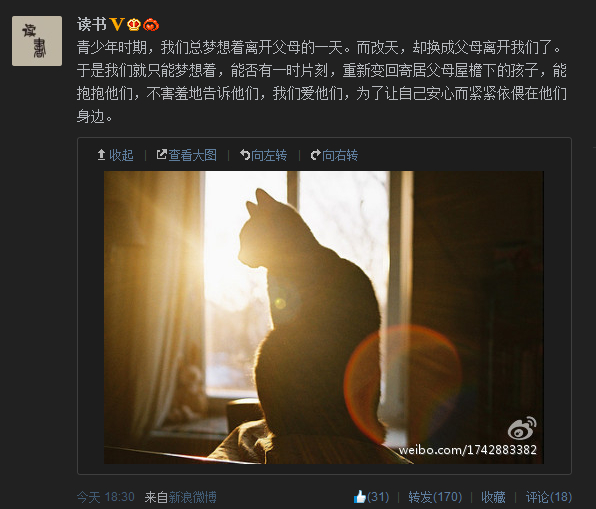 读书
读书
青少年时期，我们总梦想着离开父母的一天。而改天，却换成父母离开我们了。
于是我们就只能梦想着，能否有一时片刻，重新变回寄居父母屋檐下的孩子，能
抱抱他们，不害羞地告诉他们，我们爱他们，为了让自己安心而紧紧依偎在他们
身边。
收起 | 查看大图 | 向左转 | 向右转
weibo.com/1742883382
今天 18:30 来自新浪微博 (31) | 转发(170) | 收藏 | 评论(18)